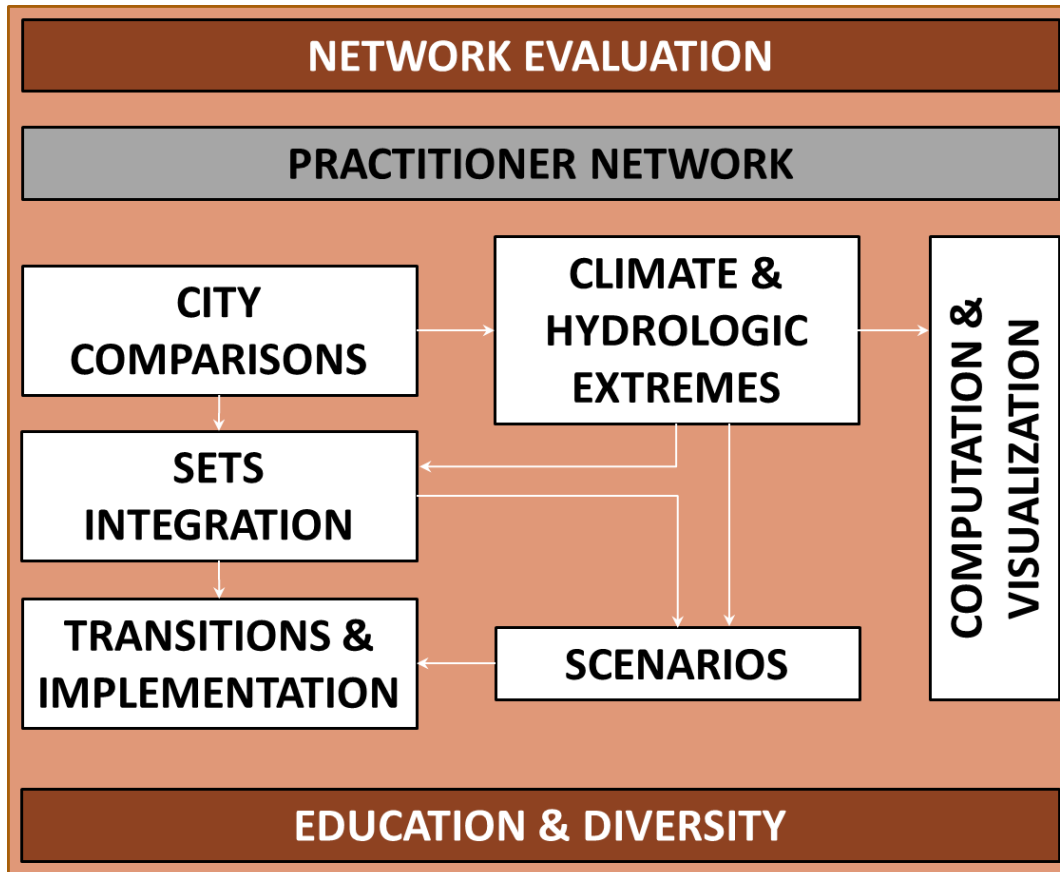 NETWORK EVALUATION
PRACTITIONER NETWORK
CITY
COMPARISONS
CLIMATE &
HYDROLOGIC
EXTREMES
COMPUTATION &
VISUALIZATION
SETS
INTEGRATION
TRANSITIONS &
IMPLEMENTATION
SCENARIOS
EDUCATION & DIVERSITY